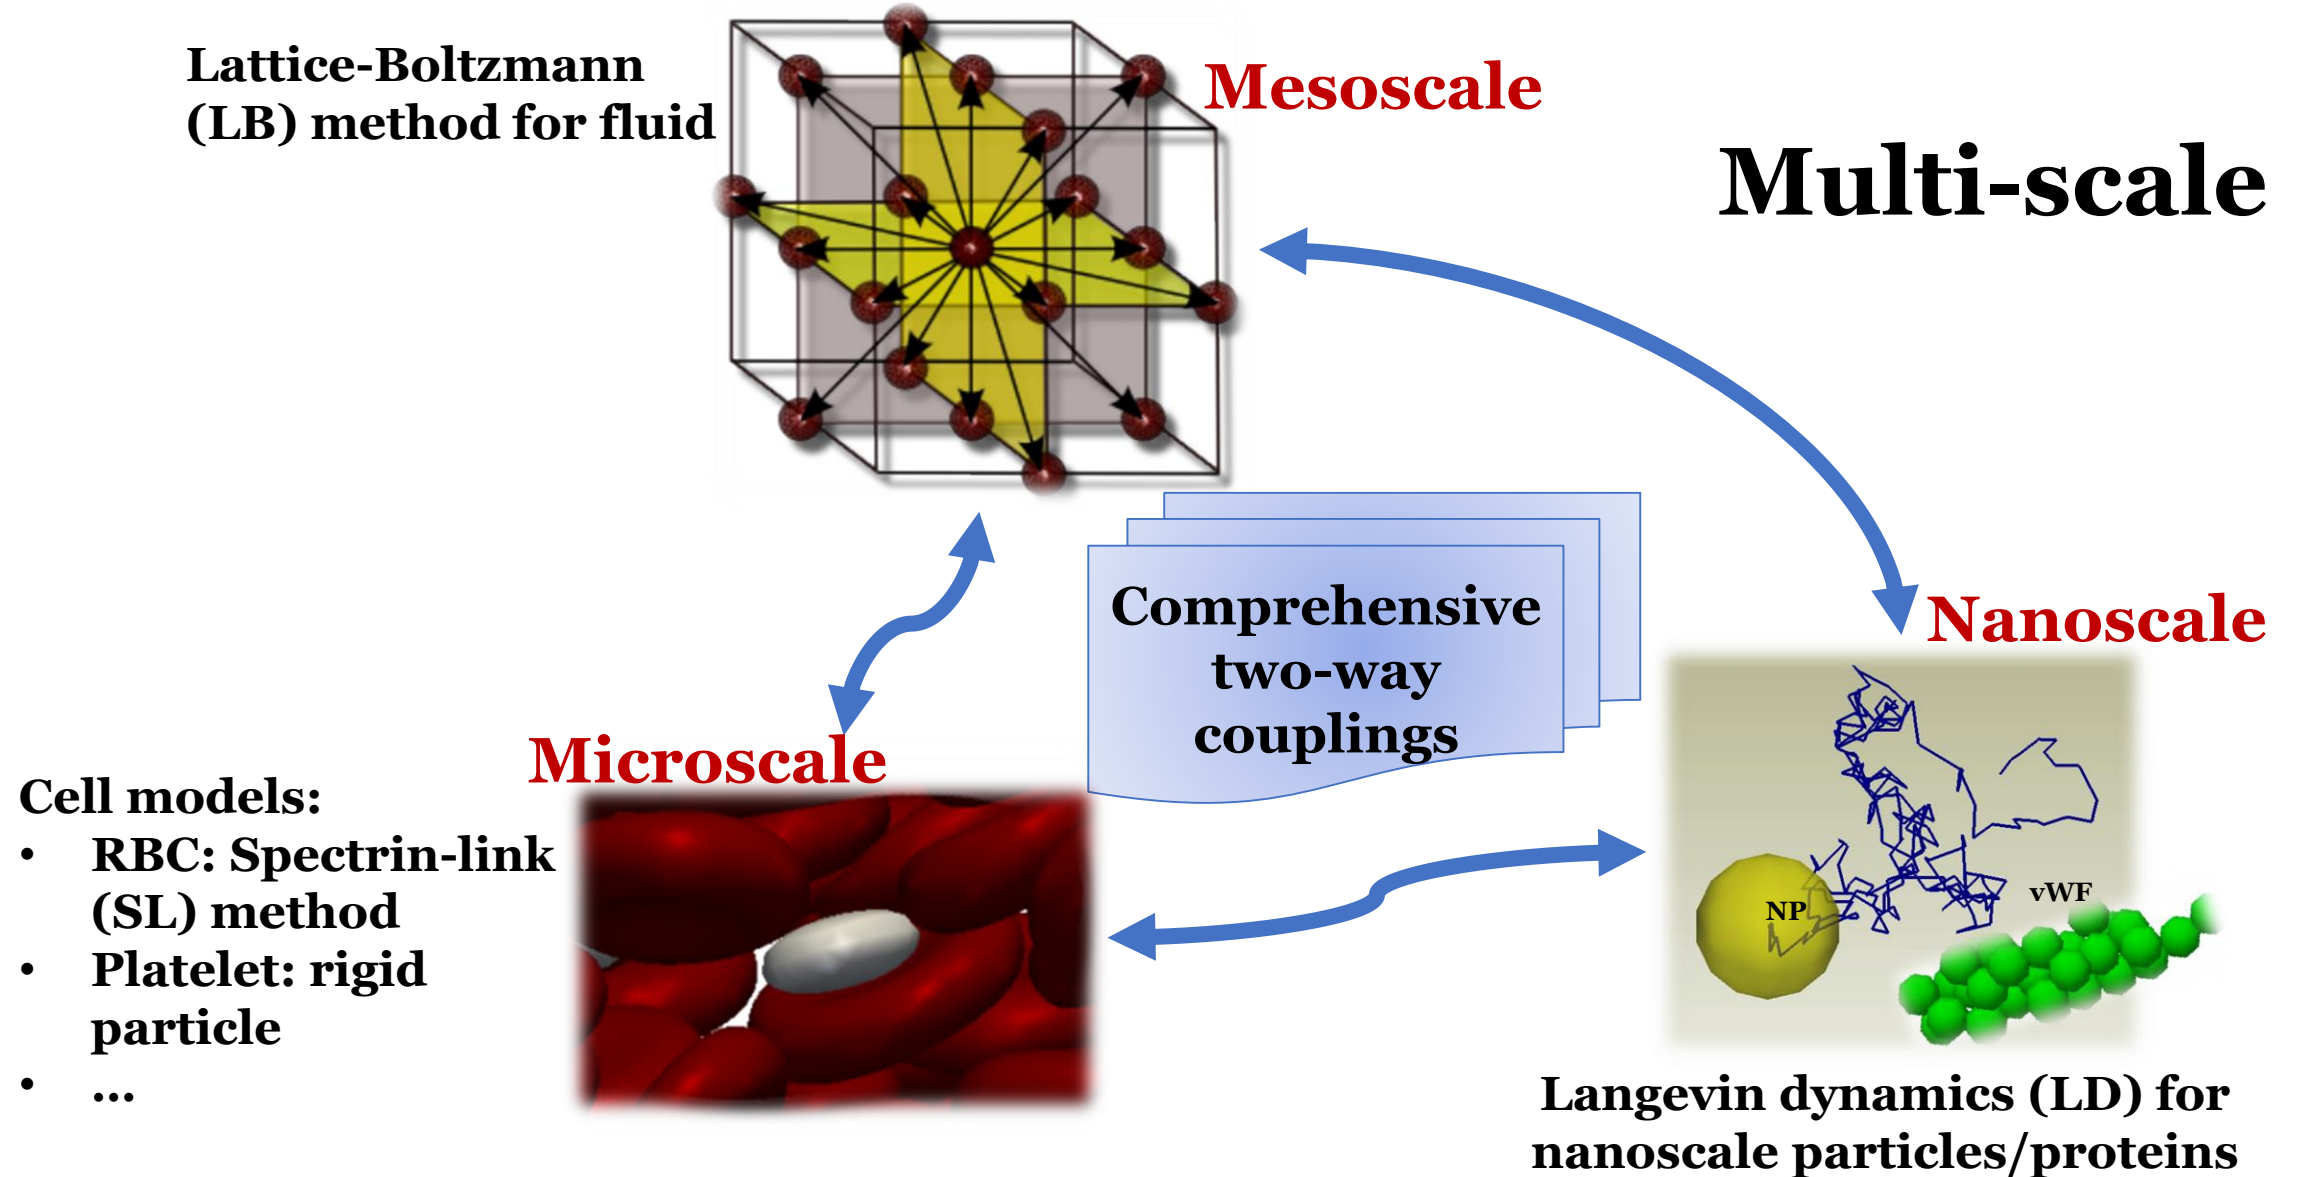 Lattice-Boltzmann
(LB) method for fluid
Mesoscale
Multi-scale
Comprehensive
two-way
couplings
Nanoscale
NP
vWF
Langevin dynamics (LD) for
nanoscale particles/proteins
Microscale
Cell models:
• RBC: Spectrin-link
(SL) method
• Platelet: rigid
particle
• ...